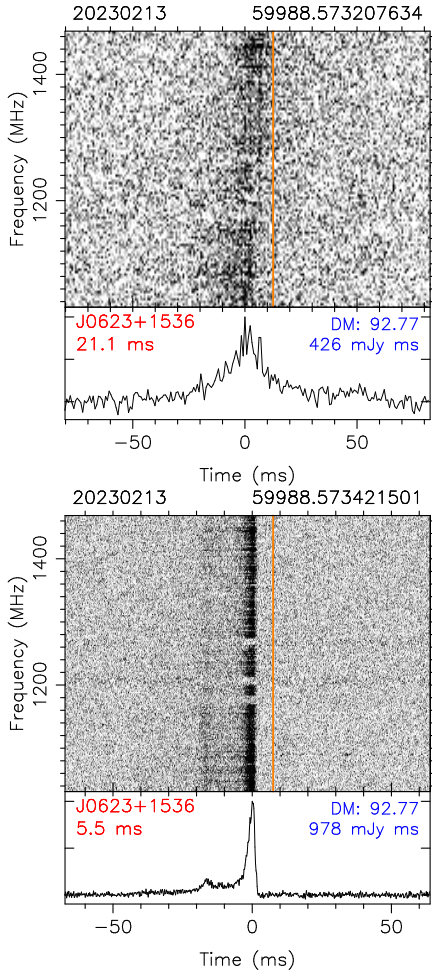 20230213 59988.573207634
1400
1200
Frequency (MHz)
J0623+1536 DM: 92.77
21.1 ms 426 mJy ms
−50 0 50
Time (ms)
20230213 59988.573421501
1400
1200
Frequency (MHz)
J0623+1536 DM: 92.77
5.5 ms 978 mJy ms
−50 0 50
Time (ms)